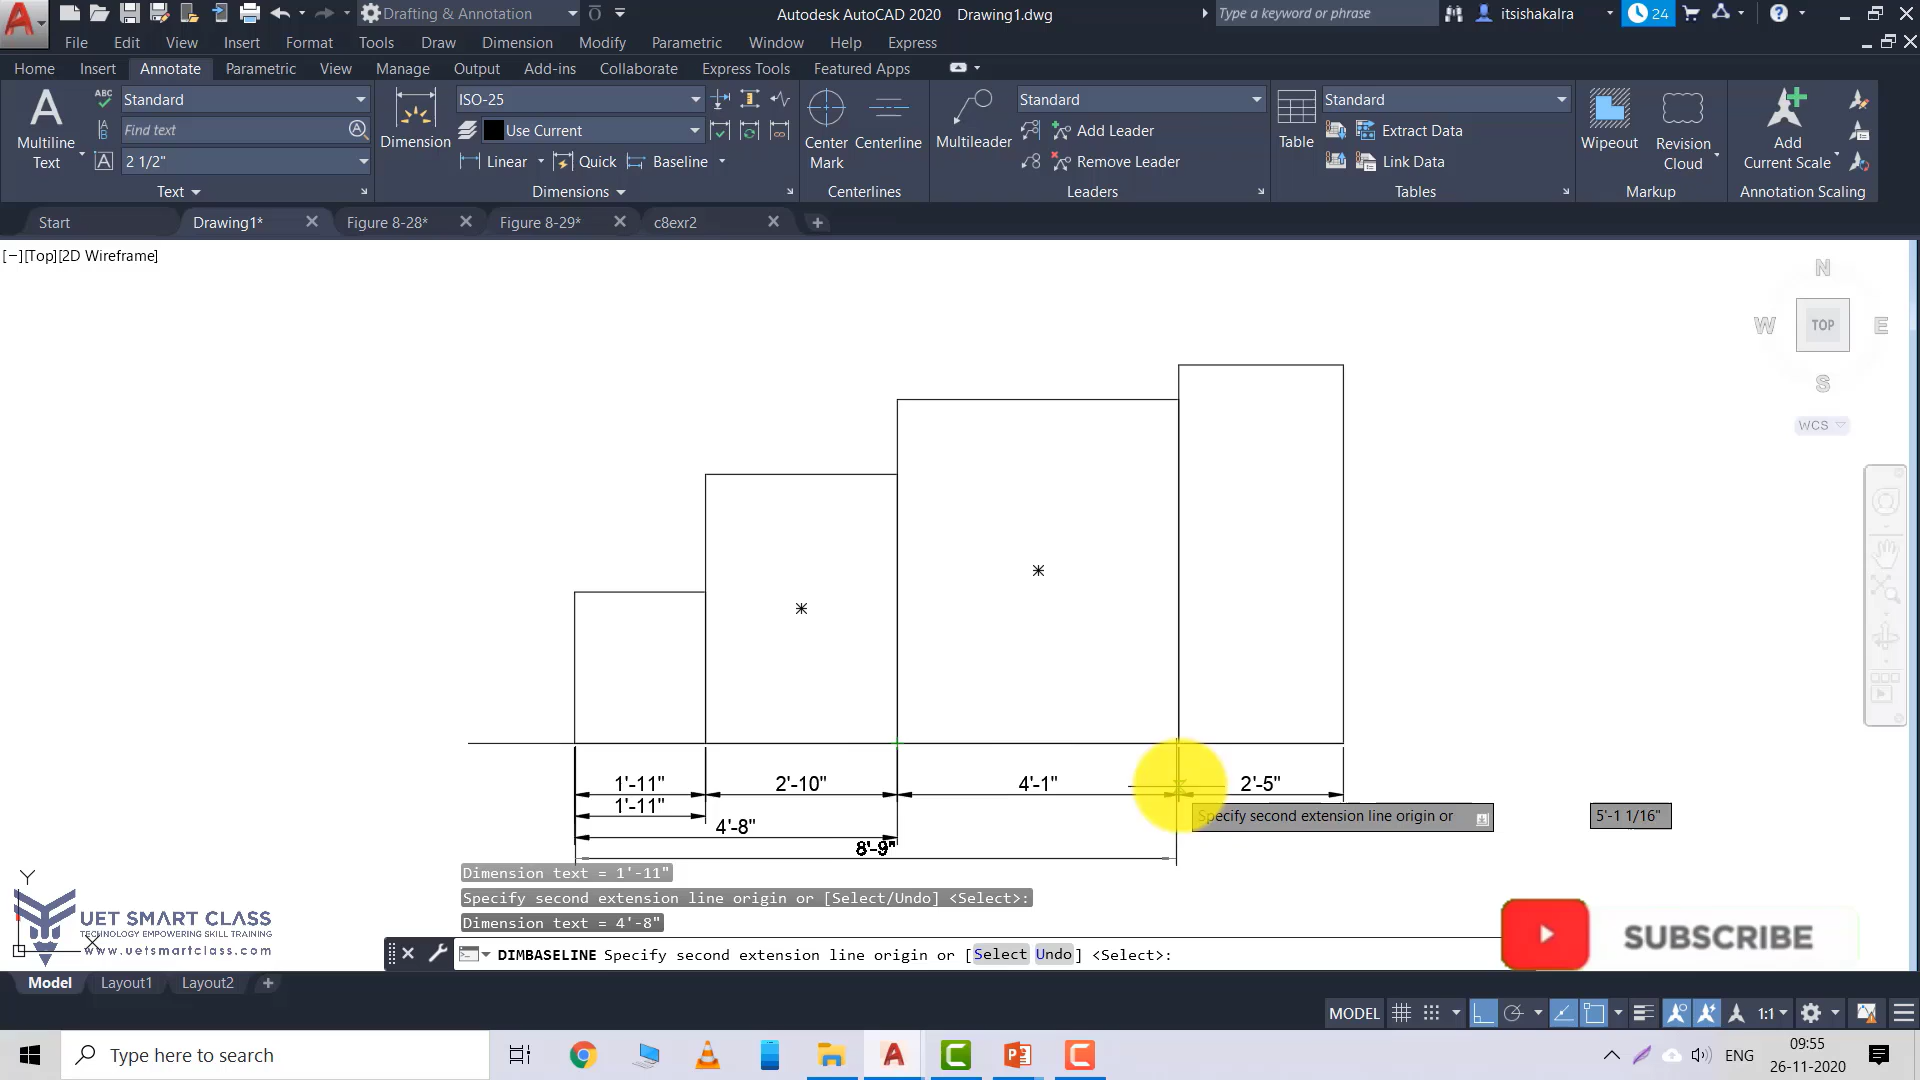 Drafting & Annotation
Autodesk AutoCAD 2020 Drawing1.dwg
Type a keyword or phrase
itsishakalra
24
File Edit View Insert Format Tools Draw Dimension Modify Parametric Window Help Express
Home Insert Annotate Parametric View Manage Output Add-ins Collaborate Express Tools Featured Apps
Multiline Text
ABC
Standard
Find text
2 1/2"
Text
Dimension
ISO-25
Use Current
Linear Quick Baseline
Dimensions
Center Mark
Centerline
Centerlines
Multileader
Standard
Add Leader
Remove Leader
Leaders
Table
Standard
Extract Data
Link Data
Tables
Wipeout
Revision Cloud
Markup
Add Current Scale
Annotation Scaling
Start Drawing1* Figure 8-28* Figure 8-29* c8exr2
[−][Top][2D Wireframe]
N
W TOP E
S
WCS
1'-11" 2'-10" 4'-1" 2'-5"
1'-11"
4'-8"
8'-9"
Specify second extension line origin or
5'-1 1/16"
Dimension text = 1'-11"
Specify second extension line origin or [Select/Undo] <Select>:
Dimension text = 4'-8"
DIMBASELINE Specify second extension line origin or [Select Undo] <Select>:
Y
X
UET SMART CLASS
TECHNOLOGY EMPOWERING SKILL TRAINING
www.uetsmartclass.com
SUBSCRIBE
Model Layout1 Layout2
MODEL
1:1
Type here to search
ENG
09:55
26-11-2020